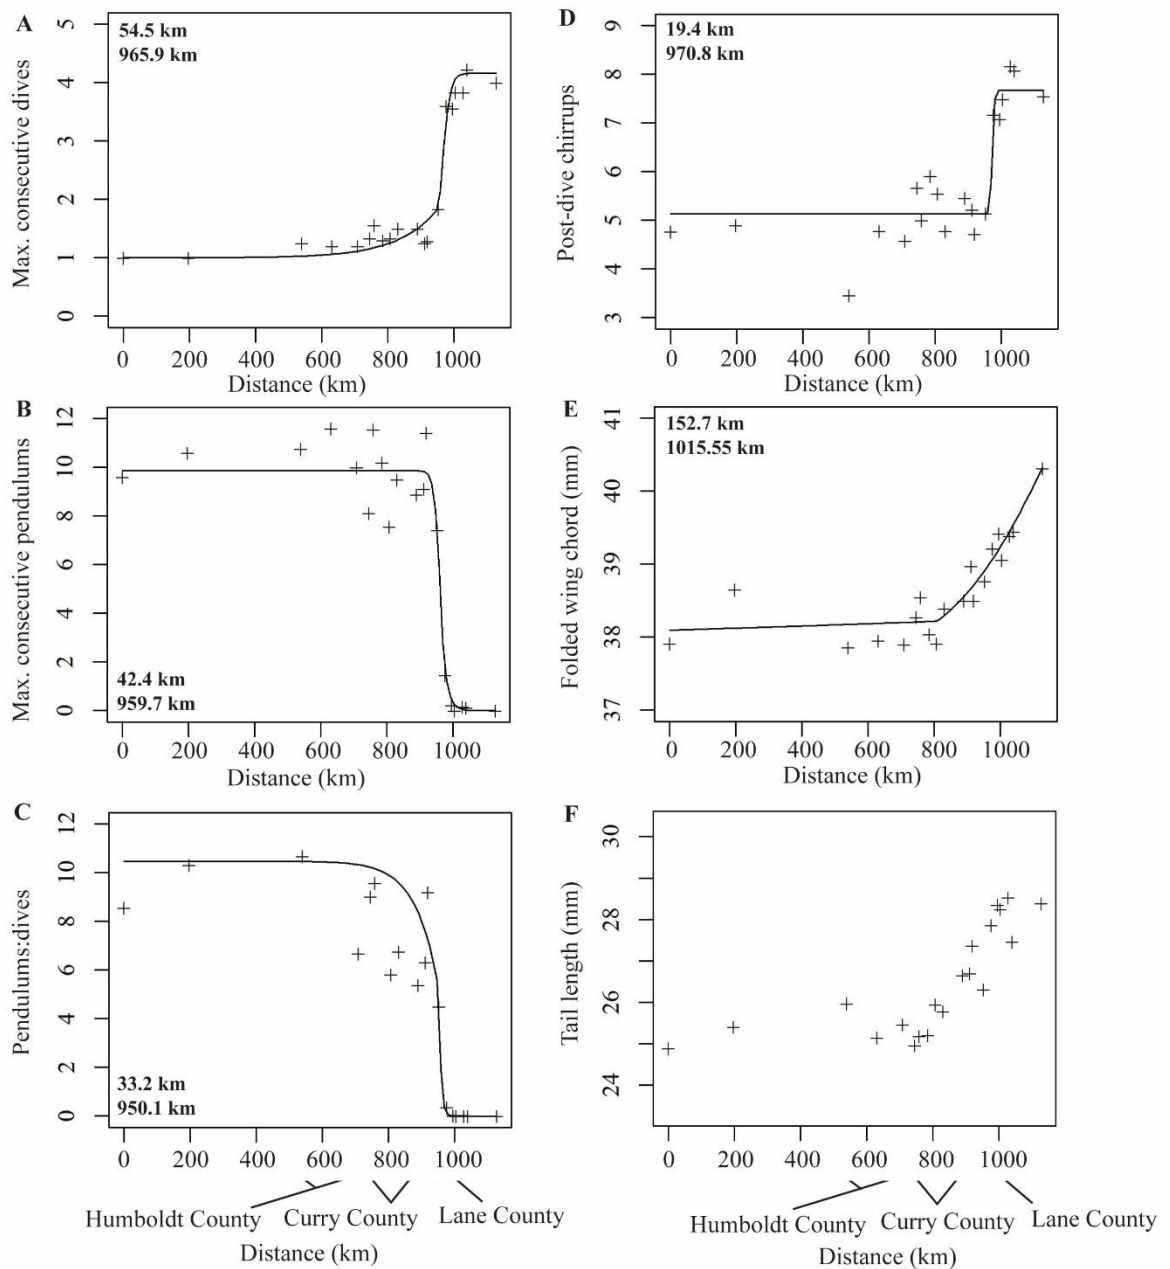 A
54.5 km
965.9 km
Max. consecutive dives
5
4
3
2
1
0
0 200 400 600 800 1000
Distance (km)
B
42.4 km
959.7 km
Max. consecutive pendulums
12
10
8
6
4
2
0
0 200 400 600 800 1000
Distance (km)
C
33.2 km
950.1 km
Pendulums:dives
12
10
8
6
4
2
0
0 200 400 600 800 1000
Humboldt County Curry County Lane County
Distance (km)
D
19.4 km
970.8 km
Post-dive chirrups
9
8
7
6
5
4
3
0 200 400 600 800 1000
Distance (km)
E
152.7 km
1015.55 km
Folded wing chord (mm)
41
40
39
38
37
0 200 400 600 800 1000
Distance (km)
F
Tail length (mm)
30
28
26
24
0 200 400 600 800 1000
Humboldt County Curry County Lane County
Distance (km)